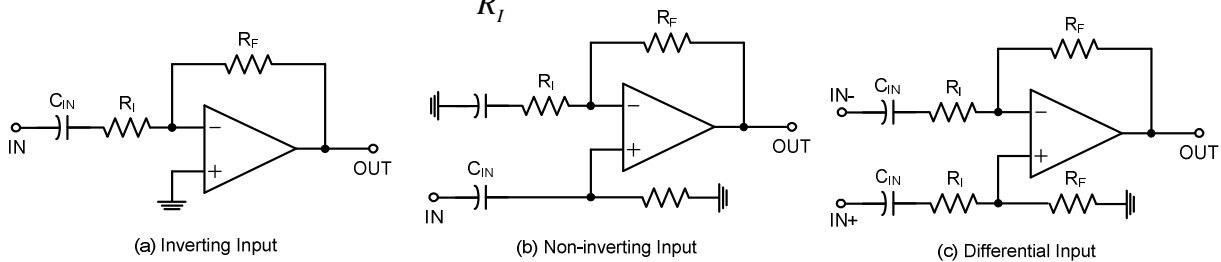 R_I
R_F
C_IN
R_I
−
+
IN
OUT
(a) Inverting Input
R_F
R_I
−
+
C_IN
IN
OUT
(b) Non-inverting Input
R_F
C_IN
R_I
IN-
−
+
OUT
C_IN
R_I
R_F
IN+
(c) Differential Input